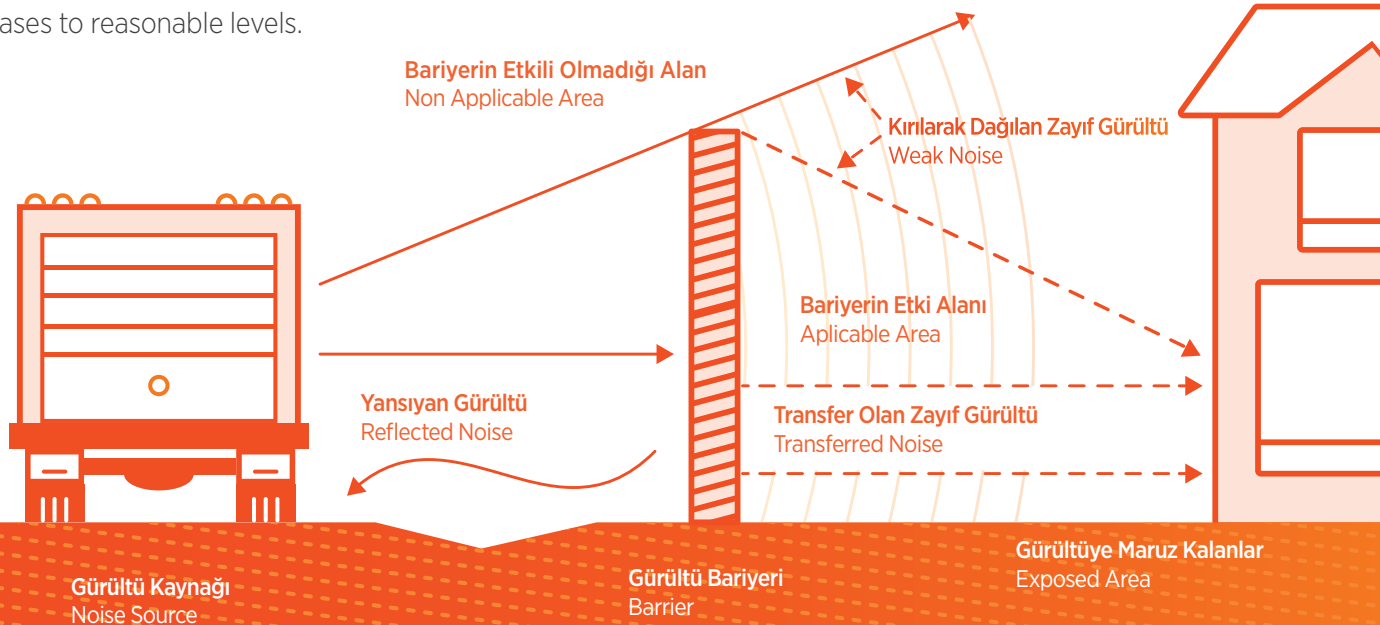 ases to reasonable levels.
Bariyerin Etkili Olmadığı Alan
Non Applicable Area
Kırılarak Dağılan Zayıf Gürültü
Weak Noise
Bariyerin Etki Alanı
Aplicable Area
Yansıyan Gürültü
Reflected Noise
Transfer Olan Zayıf Gürültü
Transferred Noise
Gürültü Kaynağı
Noise Source
Gürültü Bariyeri
Barrier
Gürültüye Maruz Kalanlar
Exposed Area